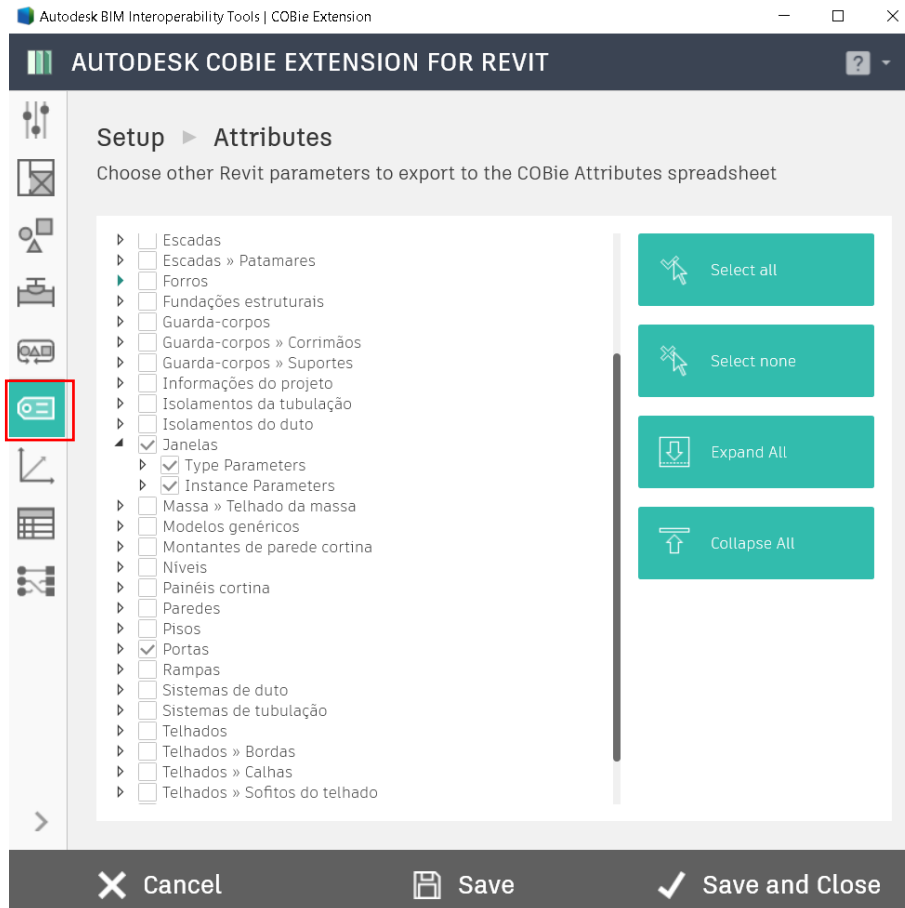 Autodesk BIM Interoperability Tools | COBie Extension
AUTODESK COBIE EXTENSION FOR REVIT
?
Setup Attributes
Choose other Revit parameters to export to the COBie Attributes spreadsheet
Escadas
Escadas » Patamares
Forros
Fundações estruturais
Guarda-corpos
Guarda-corpos » Corrimãos
Guarda-corpos » Suportes
Informações do projeto
Isolamentos da tubulação
Isolamentos do duto
Janelas
Type Parameters
Instance Parameters
Massa » Telhado da massa
Modelos genéricos
Montantes de parede cortina
Níveis
Painéis cortina
Paredes
Pisos
Portas
Rampas
Sistemas de duto
Sistemas de tubulação
Telhados
Telhados » Bordas
Telhados » Calhas
Telhados » Sofitos do telhado
Select all
Select none
Expand All
Collapse All
Cancel
Save
Save and Close